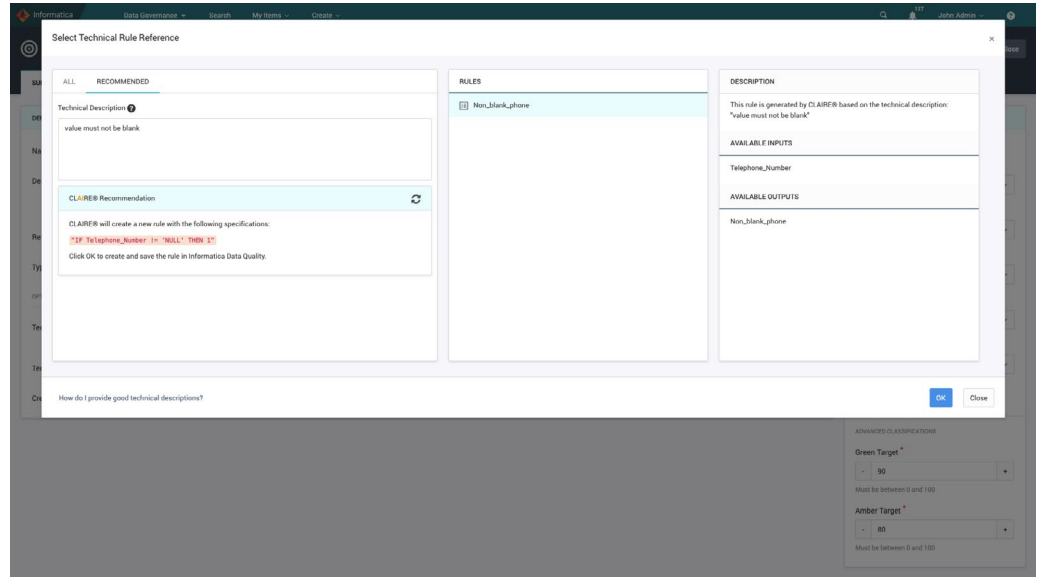 Informatica Data Governance Search My Items Create 137 John Admin
Select Technical Rule Reference
ALL RECOMMENDED
Technical Description
value must not be blank
CLAIRE® Recommendation
CLAIRE® will create a new rule with the following specifications:
"IF Telephone_Number != 'NULL' THEN 1"
Click OK to create and save the rule in Informatica Data Quality.
RULES
Non_blank_phone
DESCRIPTION
This rule is generated by CLAIRE® based on the technical description:
"value must not be blank"
AVAILABLE INPUTS
Telephone_Number
AVAILABLE OUTPUTS
Non_blank_phone
How do I provide good technical descriptions?
OK Close
ADVANCED CLASSIFICATIONS
Green Target *
- 90 +
Must be between 0 and 100
Amber Target *
- 80 +
Must be between 0 and 100